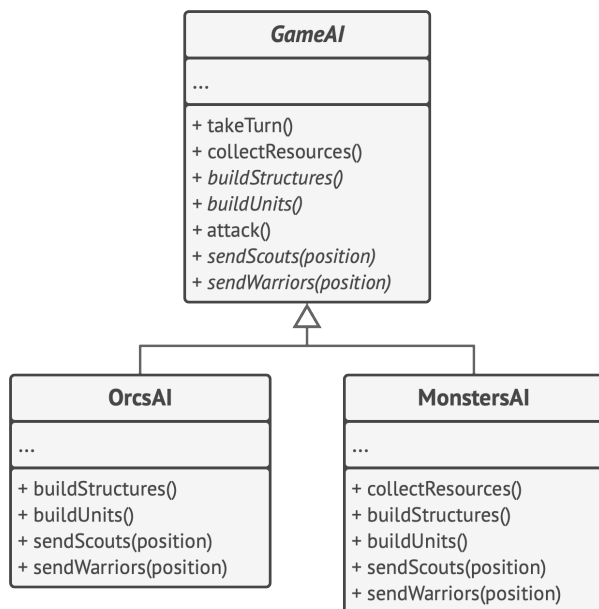 GameAI
...
+ takeTurn()
+ collectResources()
+ buildStructures()
+ buildUnits()
+ attack()
+ sendScouts(position)
+ sendWarriors(position)
OrcsAI
...
+ buildStructures()
+ buildUnits()
+ sendScouts(position)
+ sendWarriors(position)
MonstersAI
...
+ collectResources()
+ buildStructures()
+ buildUnits()
+ sendScouts(position)
+ sendWarriors(position)